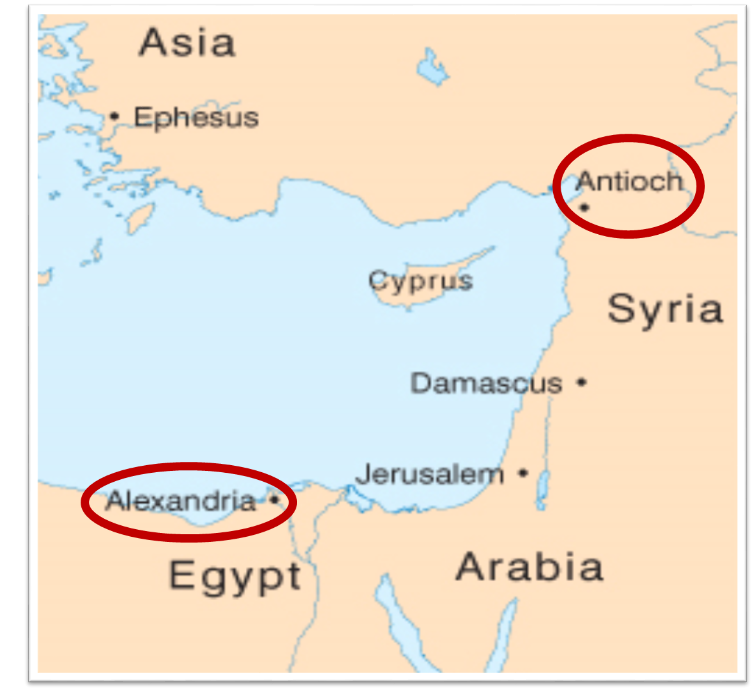 Asia
Ephesus
Antioch
Cyprus
Syria
Damascus
Jerusalem
Alexandria
Egypt
Arabia